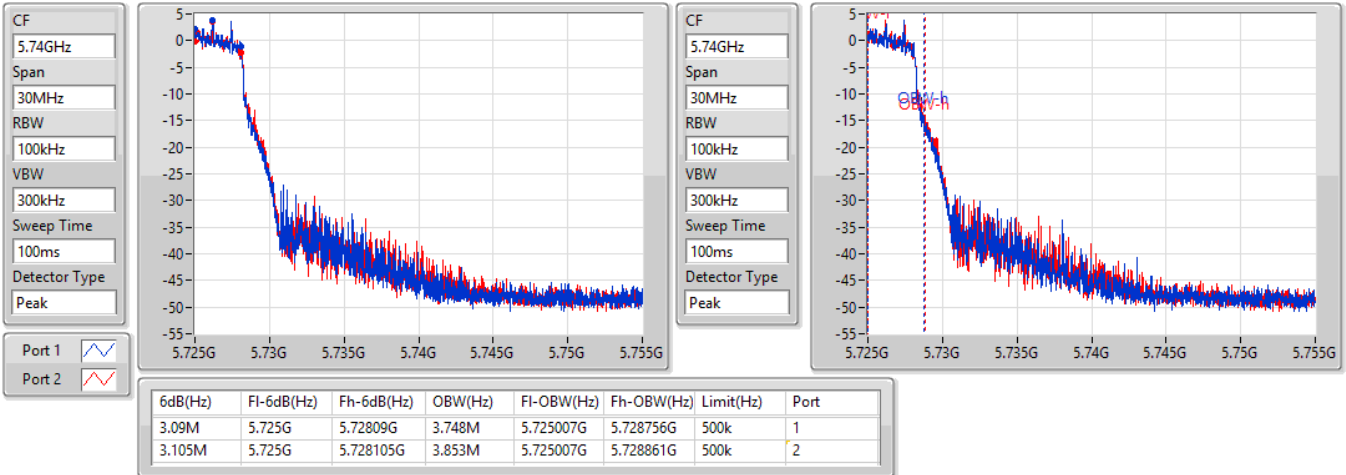 CF
5.74GHz
Span
30MHz
RBW
100kHz
VBW
300kHz
Sweep Time
100ms
Detector Type
Peak
Port 1
Port 2
5
0
-5
-10
-15
-20
-25
-30
-35
-40
-45
-50
-55
5.725G 5.73G 5.735G 5.74G 5.745G 5.75G 5.755G
CF
5.74GHz
Span
30MHz
RBW
100kHz
VBW
300kHz
Sweep Time
100ms
Detector Type
Peak
5
0
-5
-10
-15
-20
-25
-30
-35
-40
-45
-50
-55
OBW-h
OBW-h
5.725G 5.73G 5.735G 5.74G 5.745G 5.75G 5.755G
6dB(Hz) Fl-6dB(Hz) Fh-6dB(Hz) OBW(Hz) Fl-OBW(Hz) Fh-OBW(Hz) Limit(Hz) Port
3.09M 5.725G 5.72809G 3.748M 5.725007G 5.728756G 500k 1
3.105M 5.725G 5.728105G 3.853M 5.725007G 5.728861G 500k 2